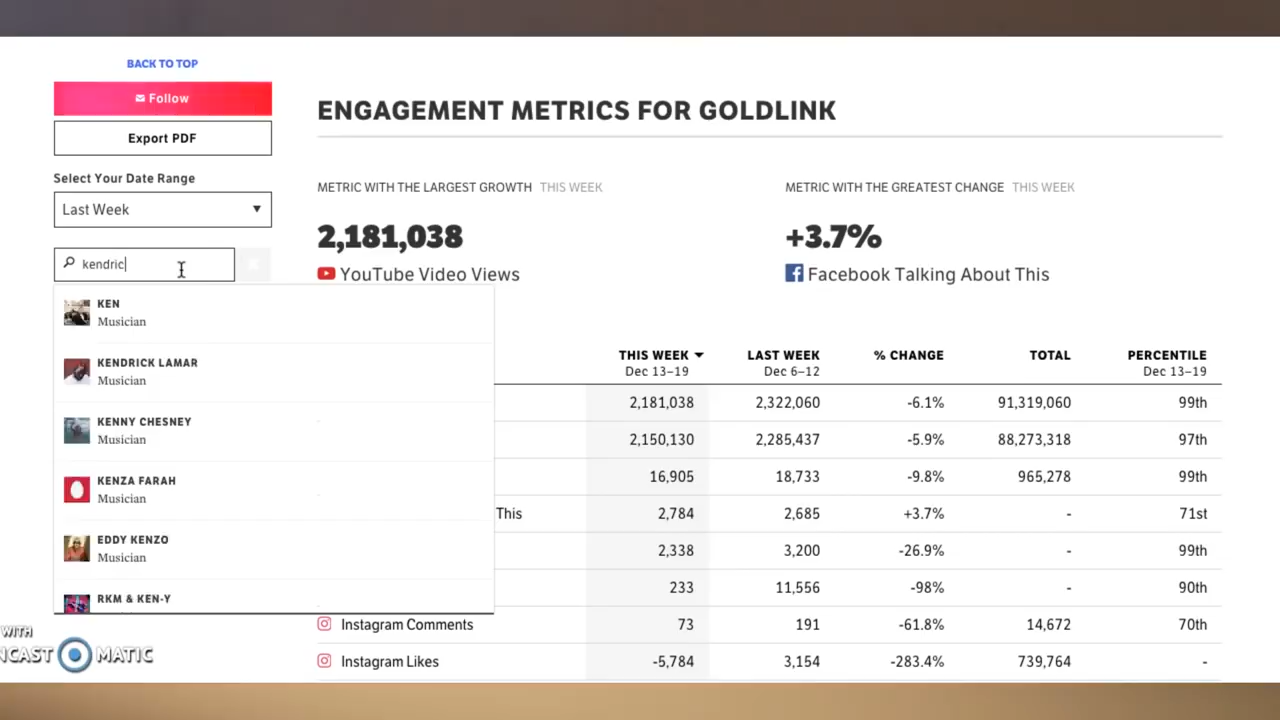 BACK TO TOP
Follow
Export PDF
Select Your Date Range
Last Week
kendric
KEN
Musician
KENDRICK LAMAR
Musician
KENNY CHESNEY
Musician
KENZA FARAH
Musician
EDDY KENZO
Musician
RKM & KEN-Y
ENGAGEMENT METRICS FOR GOLDLINK
METRIC WITH THE LARGEST GROWTH THIS WEEK
2,181,038
YouTube Video Views
METRIC WITH THE GREATEST CHANGE THIS WEEK
+3.7%
Facebook Talking About This
THIS WEEK LAST WEEK % CHANGE TOTAL PERCENTILE
Dec 13–19 Dec 6–12 Dec 13–19
2,181,038 2,322,060 -6.1% 91,319,060 99th
2,150,130 2,285,437 -5.9% 88,273,318 97th
16,905 18,733 -9.8% 965,278 99th
This 2,784 2,685 +3.7% - 71st
2,338 3,200 -26.9% - 99th
233 11,556 -98% - 90th
Instagram Comments 73 191 -61.8% 14,672 70th
Instagram Likes -5,784 3,154 -283.4% 739,764 -
WITH
NCAST MATIC